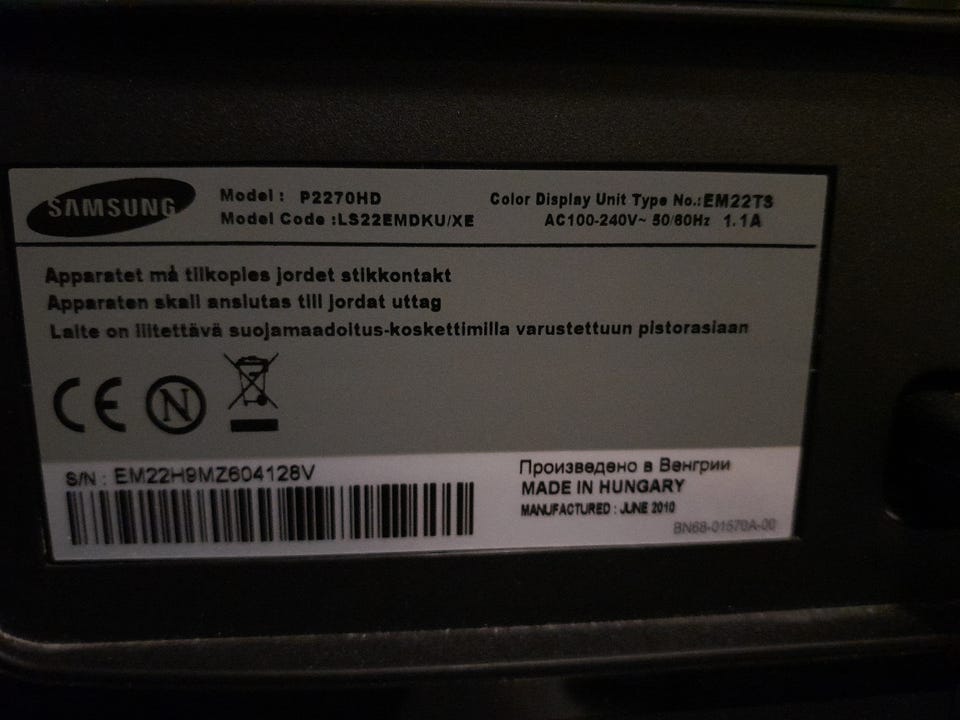 SAMSUNG
Model : P2270HD
Model Code :LS22EMDKU/XE
Color Display Unit Type No.:EM22TS
AC100-240V~ 50/60Hz 1.1A
Apparatet må tilkoples jordet stikkontakt
Apparaten skall anslutas till jordat uttag
Laite on liitettävä suojamaadoitus-koskettimilla varustettuun pistorasiaan
CE N
S/N : EM22H9MZ604128V
Произведено в Венгрии
MADE IN HUNGARY
MANUFACTURED : JUNE 2010
BN68-01570A-00